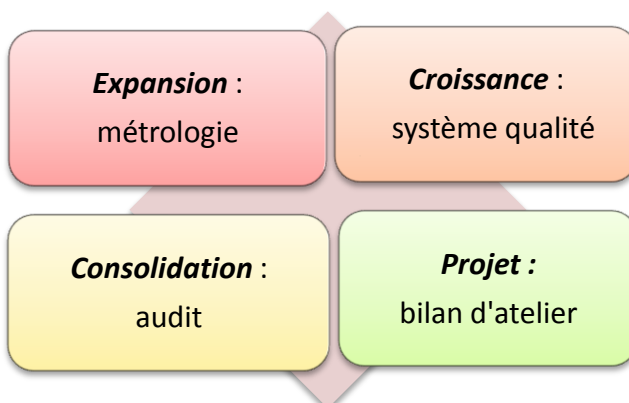 Expansion :
métrologie
Croissance :
système qualité
Consolidation :
audit
Projet :
bilan d'atelier